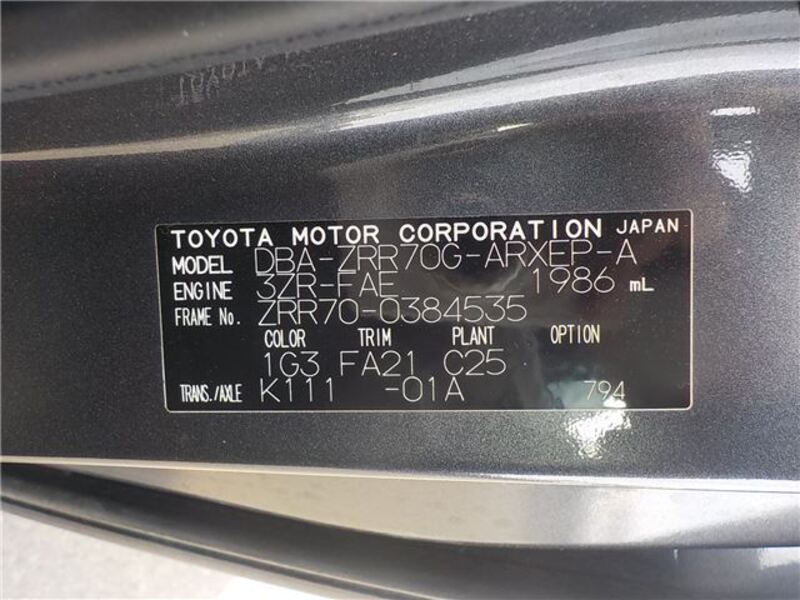 TOYOTA MOTOR CORPORATION JAPAN
MODEL DBA-ZRR70G-ARXEP-A
ENGINE 3ZR-FAE 1986 mL
FRAME No. ZRR70-0384535
COLOR TRIM PLANT OPTION
1G3 FA21 C25
TRANS./AXLE K111 -01A 794